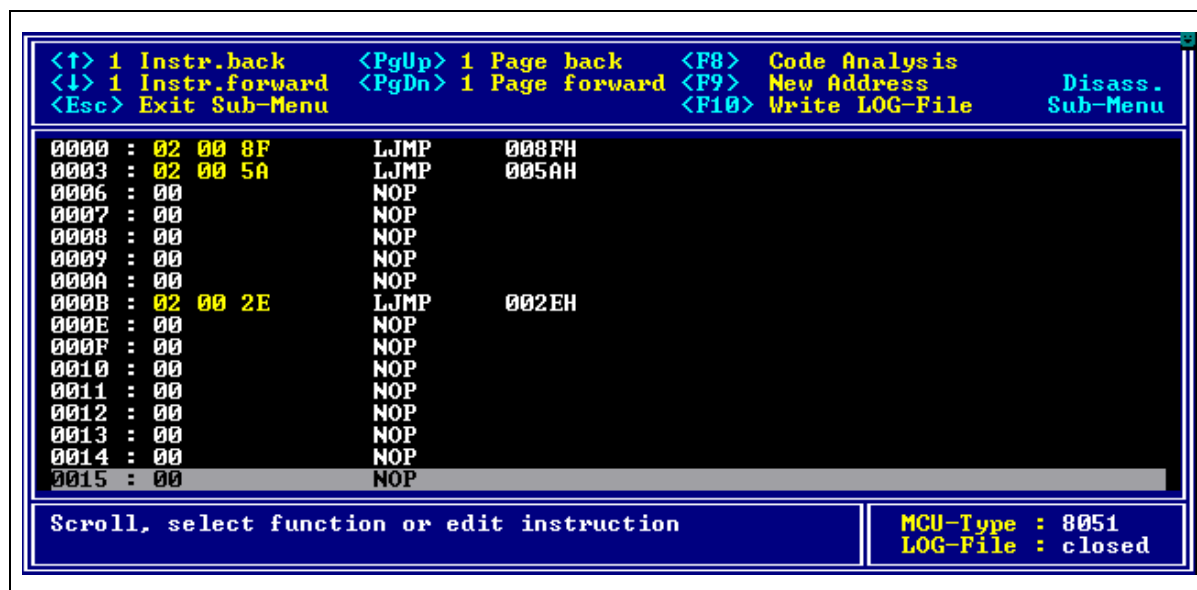 <↑> 1 Instr.back <PgUp> 1 Page back <F8> Code Analysis
<↓> 1 Instr.forward <PgDn> 1 Page forward <F9> New Address Disass.
<Esc> Exit Sub-Menu <F10> Write LOG-File Sub-Menu
0000 : 02 00 8F LJMP 008FH
0003 : 02 00 5A LJMP 005AH
0006 : 00 NOP
0007 : 00 NOP
0008 : 00 NOP
0009 : 00 NOP
000A : 00 NOP
000B : 02 00 2E LJMP 002EH
000E : 00 NOP
000F : 00 NOP
0010 : 00 NOP
0011 : 00 NOP
0012 : 00 NOP
0013 : 00 NOP
0014 : 00 NOP
0015 : 00 NOP
Scroll, select function or edit instruction MCU-Type : 8051
LOG-File : closed